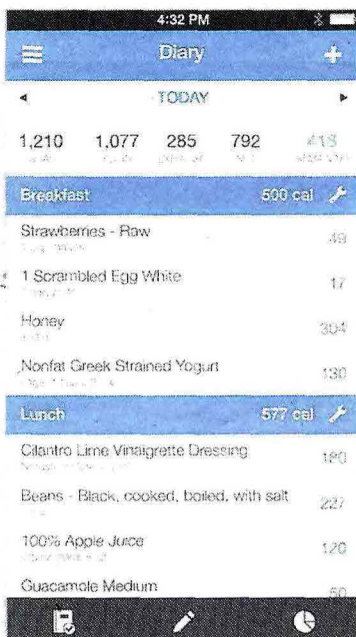 4:32 PM
Diary
TODAY
1,210 1,077 285 792 418
Breakfast 500 cal
Strawberries - Raw 49
1 Scrambled Egg White 17
Honey 304
Nonfat Greek Strained Yogurt 130
Lunch 577 cal
Cilantro Lime Vinaigrette Dressing 180
Beans - Black, cooked, boiled, with salt 227
100% Apple Juice 120
Guacamole Medium 50